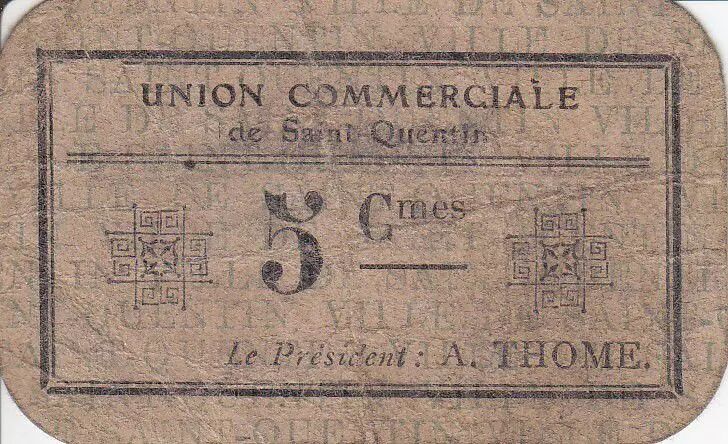 UNION COMMERCIALE
de Saint-Quentin
5 Cmes
Le Président : A. THOME.